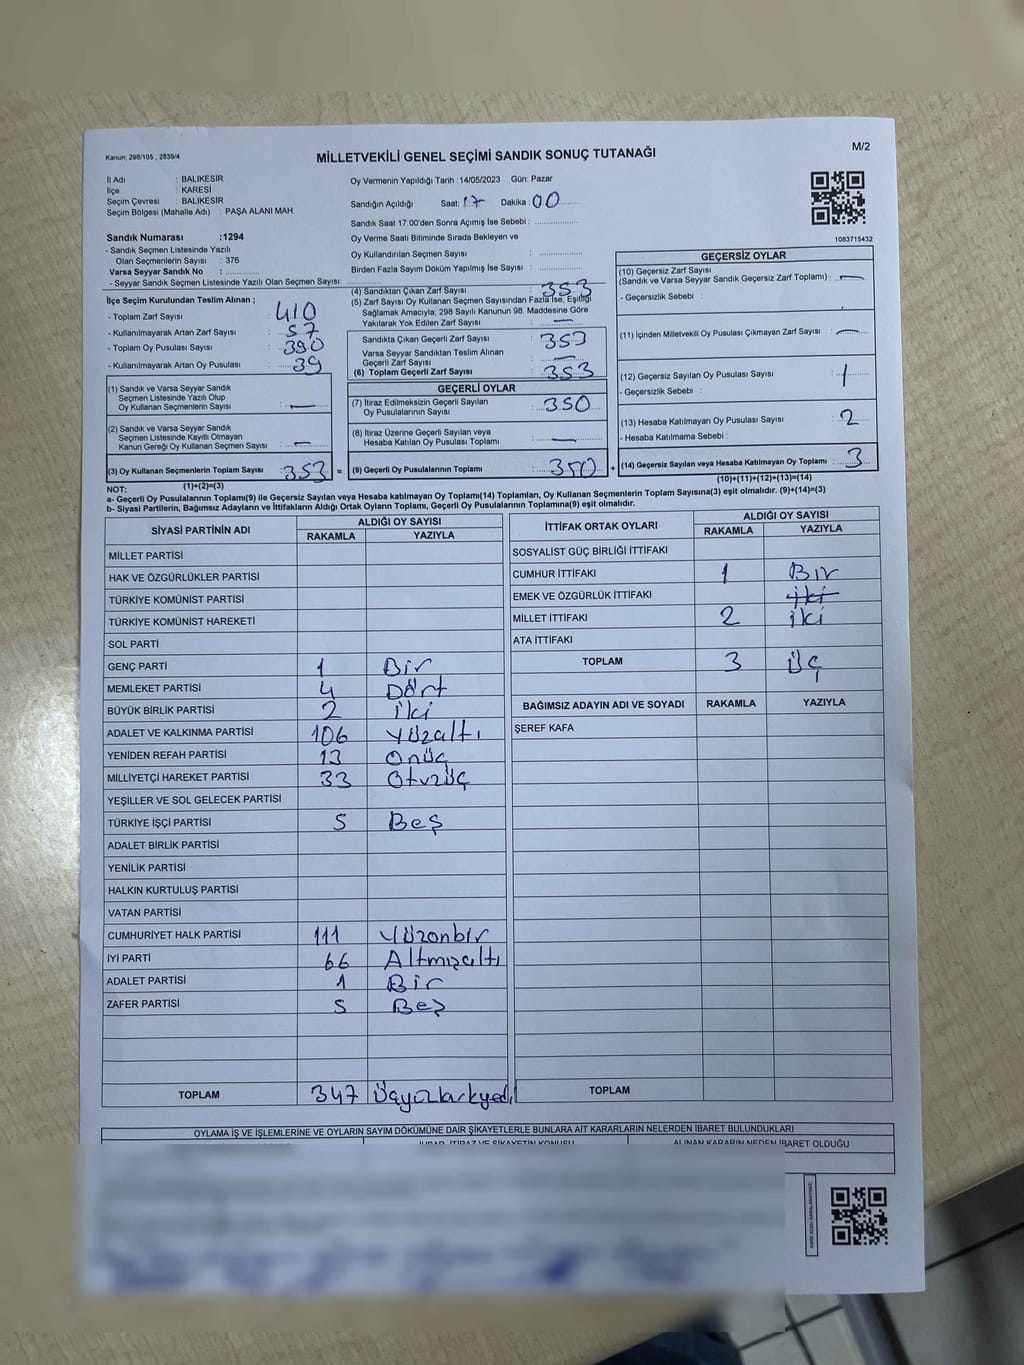 Kanun: 298/105 , 2839/4
MİLLETVEKİLİ GENEL SEÇİMİ SANDIK SONUÇ TUTANAĞI
M/2
İl Adı : BALIKESİR
İlçe : KARESİ
Seçim Çevresi : BALIKESİR
Seçim Bölgesi (Mahalle Adı) : PAŞA ALANI MAH
Sandık Numarası :1294
- Sandık Seçmen Listesinde Yazılı
Olan Seçmenlerin Sayısı : 376
Varsa Seyyar Sandık No :
- Seyyar Sandık Seçmen Listesinde Yazılı Olan Seçmen Sayısı:
İlçe Seçim Kurulundan Teslim Alınan ;
- Toplam Zarf Sayısı : 410
- Kullanılmayarak Artan Zarf Sayısı : 57
- Toplam Oy Pusulası Sayısı : 390
- Kullanılmayarak Artan Oy Pusulası : 39
(1) Sandık ve Varsa Seyyar Sandık
Seçmen Listesinde Yazılı Olup
Oy Kullanan Seçmenlerin Sayısı : —
(2) Sandık ve Varsa Seyyar Sandık
Seçmen Listesinde Kayıtlı Olmayan
Kanun Gereği Oy Kullanan Seçmen Sayısı : —
(3) Oy Kullanan Seçmenlerin Toplam Sayısı : 353 =
Oy Vermenin Yapıldığı Tarih :14/05/2023 Gün: Pazar
Sandığın Açıldığı Saat: 17 Dakika: 00
Sandık Saat 17:00'den Sonra Açımış İse Sebebi :
Oy Verme Saati Bitiminde Sırada Bekleyen ve
Oy Kullandırılan Seçmen Sayısı :
Birden Fazla Sayım Döküm Yapılmış İse Sayısı :
(4) Sandıktan Çıkan Zarf Sayısı : 353
(5) Zarf Sayısı Oy Kullanan Seçmen Sayısından Fazla İse, Eşitliği
Sağlamak Amacıyla, 298 Sayılı Kanunun 98. Maddesine Göre
Yakılarak Yok Edilen Zarf Sayısı : —
Sandıkta Çıkan Geçerli Zarf Sayısı : 353
Varsa Seyyar Sandıktan Teslim Alınan
Geçerli Zarf Sayısı : —
(6) Toplam Geçerli Zarf Sayısı : 353
GEÇERLİ OYLAR
(7) İtiraz Edilmeksizin Geçerli Sayılan
Oy Pusulalarının Sayısı : 350
(8) İtiraz Üzerine Geçerli Sayılan veya
Hesaba Katılan Oy Pusulası Toplamı : —
(9) Geçerli Oy Pusulalarının Toplamı : 350 +
1083715432
GEÇERSİZ OYLAR
(10) Geçersiz Zarf Sayısı
(Sandık ve Varsa Seyyar Sandık Geçersiz Zarf Toplamı) : —
- Geçersizlik Sebebi :
(11) İçinden Milletvekili Oy Pusulası Çıkmayan Zarf Sayısı : —
(12) Geçersiz Sayılan Oy Pusulası Sayısı : 1
- Geçersizlik Sebebi :
(13) Hesaba Katılmayan Oy Pusulası Sayısı : 2
- Hesaba Katılmama Sebebi :
(14) Geçersiz Sayılan veya Hesaba Katılmayan Oy Toplamı : 3
NOT: (1)+(2)=(3)
(10)+(11)+(12)+(13)=(14)
a- Geçerli Oy Pusulalarının Toplamı(9) ile Geçersiz Sayılan veya Hesaba katılmayan Oy Toplamı(14) Toplamları, Oy Kullanan Seçmenlerin Toplam Sayısına(3) eşit olmalıdır. (9)+(14)=(3)
b- Siyasi Partilerin, Bağımsız Adayların ve İttifakların Aldığı Ortak Oyların Toplamı, Geçerli Oy Pusulalarının Toplamına(9) eşit olmalıdır.
SİYASİ PARTİNİN ADI ALDIĞI OY SAYISI
RAKAMLA YAZIYLA
MİLLET PARTİSİ
HAK VE ÖZGÜRLÜKLER PARTİSİ
TÜRKİYE KOMÜNİST PARTİSİ
TÜRKİYE KOMÜNİST HAREKETİ
SOL PARTİ
GENÇ PARTİ 1 Bir
MEMLEKET PARTİSİ 4 Dört
BÜYÜK BİRLİK PARTİSİ 2 iki
ADALET VE KALKINMA PARTİSİ 106 Yüzaltı
YENİDEN REFAH PARTİSİ 13 Onüç
MİLLİYETÇİ HAREKET PARTİSİ 33 Otuzüç
YEŞİLLER VE SOL GELECEK PARTİSİ
TÜRKİYE İŞÇİ PARTİSİ 5 Beş
ADALET BİRLİK PARTİSİ
YENİLİK PARTİSİ
HALKIN KURTULUŞ PARTİSİ
VATAN PARTİSİ
CUMHURİYET HALK PARTİSİ 111 Yüzonbir
İYİ PARTİ 66 Altmışaltı
ADALET PARTİSİ 1 Bir
ZAFER PARTİSİ 5 Beş
TOPLAM 347
İTTİFAK ORTAK OYLARI ALDIĞI OY SAYISI
RAKAMLA YAZIYLA
SOSYALİST GÜÇ BİRLİĞİ İTTİFAKI
CUMHUR İTTİFAKI 1 Bir
EMEK VE ÖZGÜRLÜK İTTİFAKI iki
MİLLET İTTİFAKI 2 iki
ATA İTTİFAKI
TOPLAM 3 üç
BAĞIMSIZ ADAYIN ADI VE SOYADI RAKAMLA YAZIYLA
ŞEREF KAFA
TOPLAM
OYLAMA İŞ VE İŞLEMLERİNE VE OYLARIN SAYIM DÖKÜMÜNE DAİR ŞİKAYETLERLE BUNLARA AİT KARARLARIN NELERDEN İBARET BULUNDUKLARI
İTİRAZ VE ŞİKAYETİN KONUSU ALINAN KARARIN NEDEN İBARET OLDUĞU